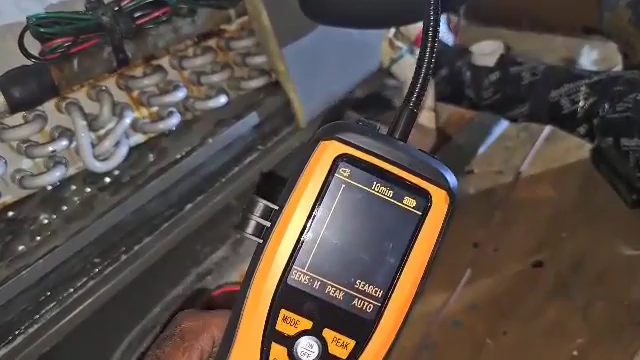 10min
SEARCH
SENS: H PEAK AUTO
MODE
PEAK
ON
OFF